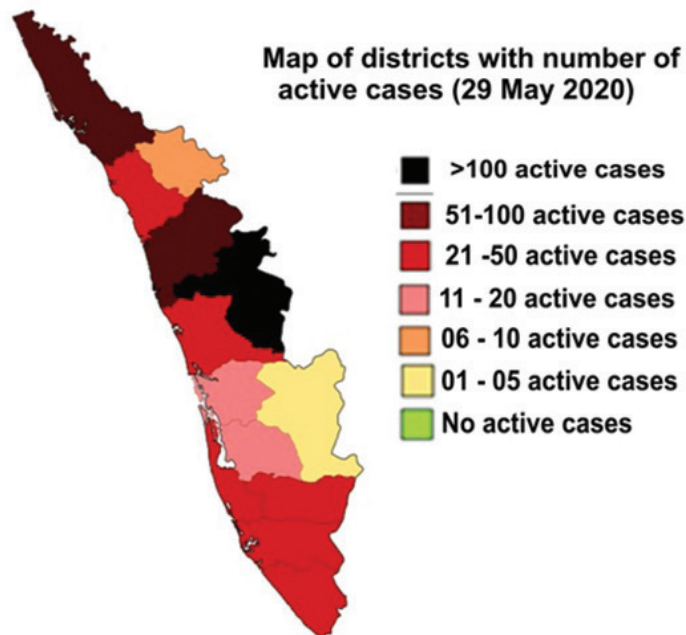 Map of districts with number of
active cases (29 May 2020)
>100 active cases
51-100 active cases
21 -50 active cases
11 - 20 active cases
06 - 10 active cases
01 - 05 active cases
No active cases